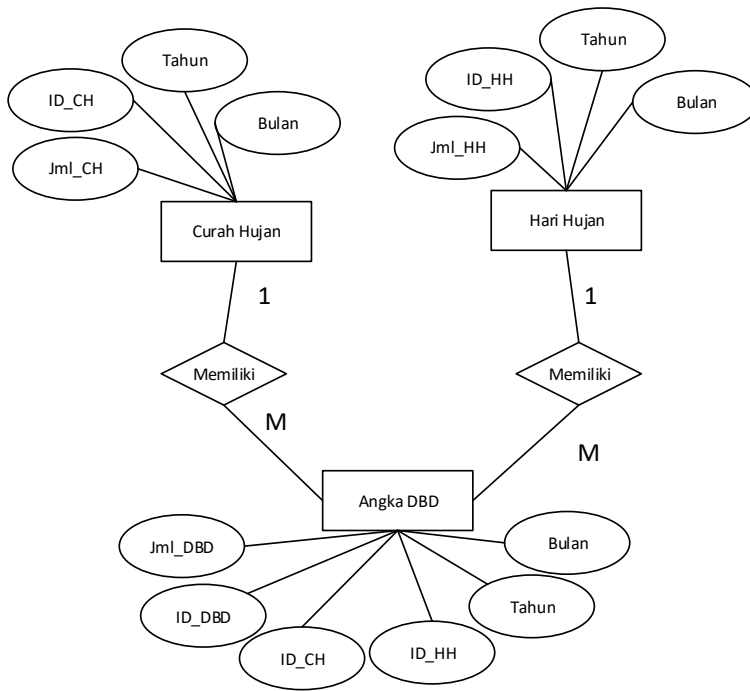 Tahun
ID_CH
Bulan
Jml_CH
Curah Hujan
Tahun
ID_HH
Bulan
Jml_HH
Hari Hujan
1
1
Memiliki
Memiliki
M
M
Angka DBD
Jml_DBD
Bulan
ID_DBD
Tahun
ID_CH
ID_HH